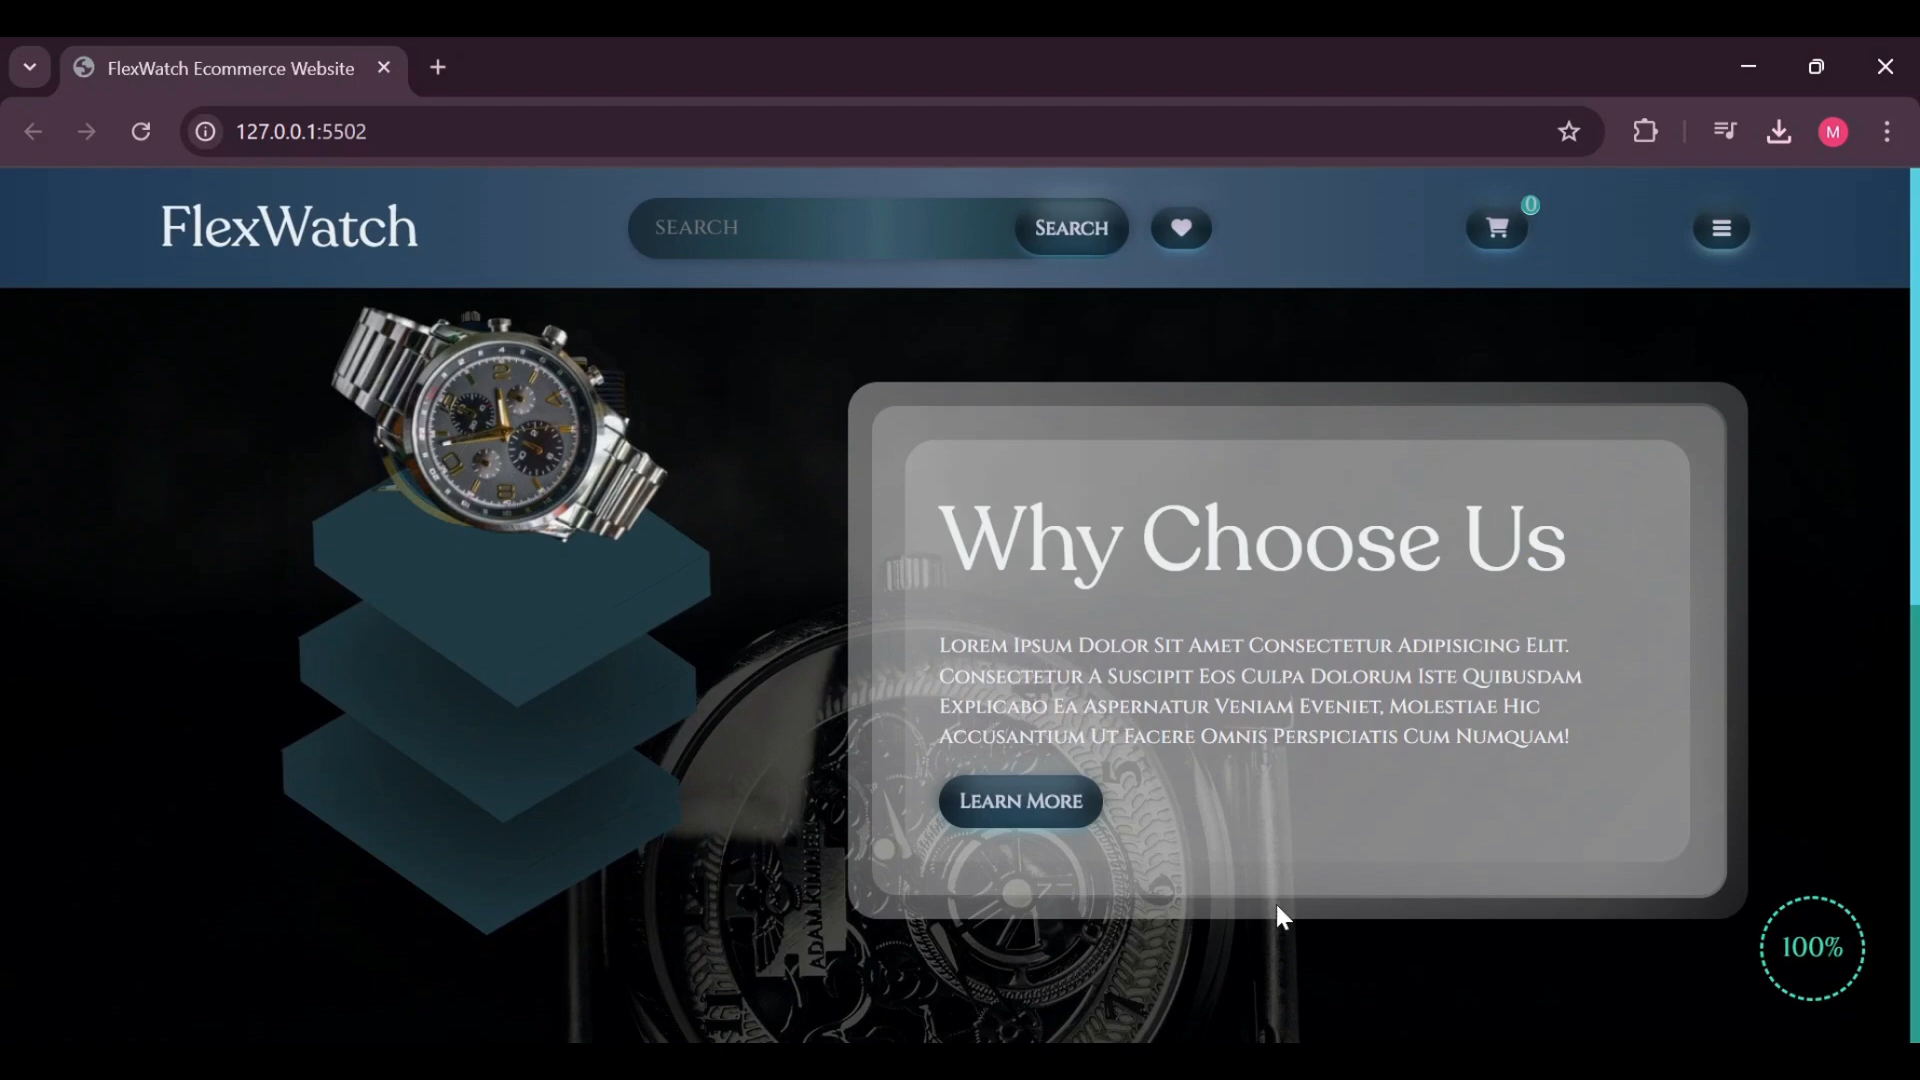 FlexWatch Ecommerce Website
127.0.0.1:5502
M
FlexWatch
SEARCH
SEARCH
0
Why Choose Us
LOREM IPSUM DOLOR SIT AMET CONSECTETUR ADIPISICING ELIT.
CONSECTETUR A SUSCIPIT EOS CULPA DOLORUM ISTE QUIBUSDAM
EXPLICABO EA ASPERNATUR VENIAM EVENIET, MOLESTIAE HIC
ACCUSANTIUM UT FACERE OMNIS PERSPICIATIS CUM NUMQUAM!
LEARN MORE
ADAM KIMMEL
100%